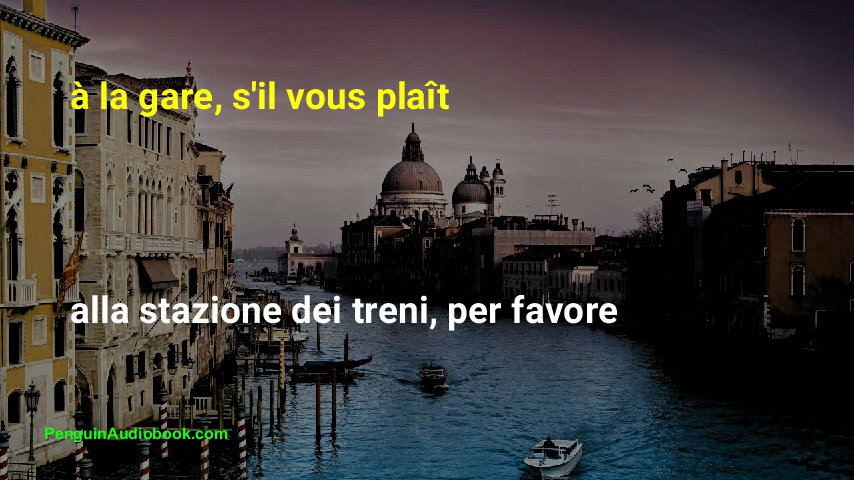 à la gare, s'il vous plaît
alla stazione dei treni, per favore
PenguinAudiobook.com